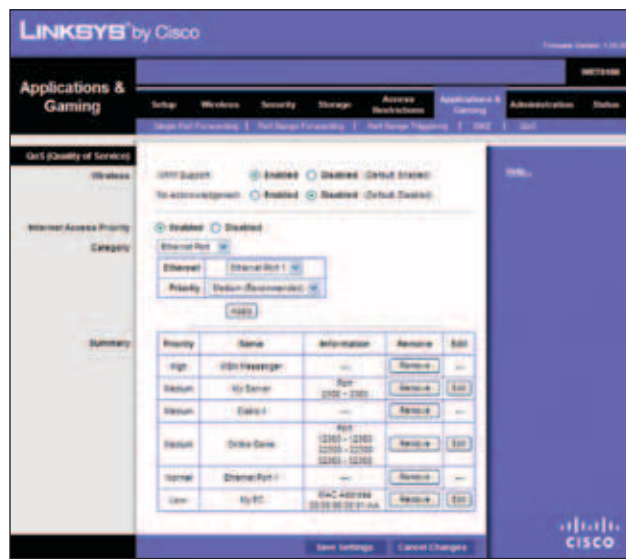 LINKSYS by Cisco
Firmware Version:
Applications & Gaming
Setup Wireless Security Storage Access Restrictions Applications & Gaming Administration Status
Single Port Forwarding | Port Range Forwarding | Port Range Triggering | DMZ | QoS
QoS (Quality of Service)
Wireless
WMM Support: Enabled Disabled (Default: Enabled)
No Acknowledgement: Enabled Disabled (Default: Disabled)
Help...
Internet Access Priority
Enabled Disabled
Category
Ethernet Port
Ethernet Ethernet Port 1
Priority Medium (Recommended)
Apply
Summary
Priority Name Information Remove Edit
High MSN Messenger --- Remove ---
Medium My Server Port Remove Edit
Medium --- Remove ---
Medium Online Game Port Remove Edit
Normal Ethernet Port 1 --- Remove ---
Low My PC MAC Address Remove Edit
Save Settings Cancel Changes
CISCO